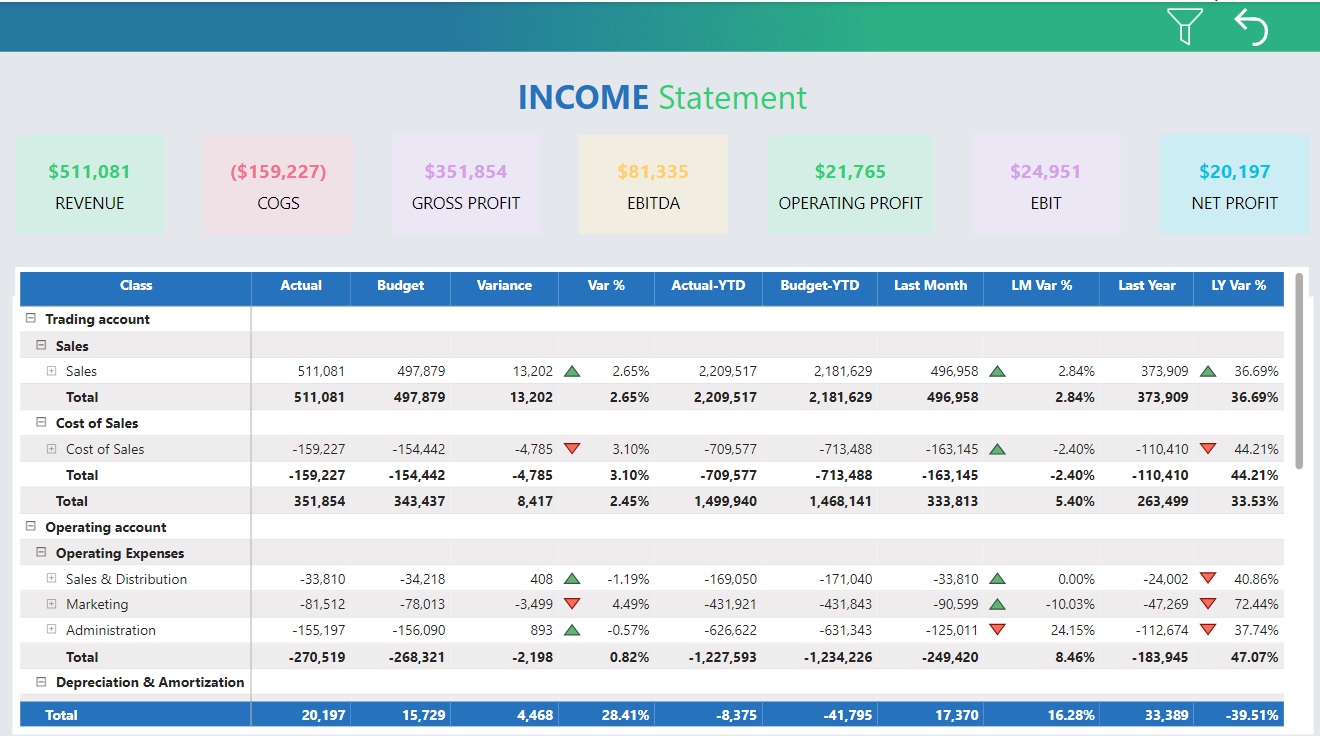 INCOME Statement
$511,081 ($159,227) $351,854 $81,335 $21,765 $24,951 $20,197
REVENUE COGS GROSS PROFIT EBITDA OPERATING PROFIT EBIT NET PROFIT
Class Actual Budget Variance Var % Actual-YTD Budget-YTD Last Month LM Var % Last Year LY Var %
Trading account
Sales
Sales 511,081 497,879 13,202 2.65% 2,209,517 2,181,629 496,958 2.84% 373,909 36.69%
Total 511,081 497,879 13,202 2.65% 2,209,517 2,181,629 496,958 2.84% 373,909 36.69%
Cost of Sales
Cost of Sales -159,227 -154,442 -4,785 3.10% -709,577 -713,488 -163,145 -2.40% -110,410 44.21%
Total -159,227 -154,442 -4,785 3.10% -709,577 -713,488 -163,145 -2.40% -110,410 44.21%
Total 351,854 343,437 8,417 2.45% 1,499,940 1,468,141 333,813 5.40% 263,499 33.53%
Operating account
Operating Expenses
Sales & Distribution -33,810 -34,218 408 -1.19% -169,050 -171,040 -33,810 0.00% -24,002 40.86%
Marketing -81,512 -78,013 -3,499 4.49% -431,921 -431,843 -90,599 -10.03% -47,269 72.44%
Administration -155,197 -156,090 893 -0.57% -626,622 -631,343 -125,011 24.15% -112,674 37.74%
Total -270,519 -268,321 -2,198 0.82% -1,227,593 -1,234,226 -249,420 8.46% -183,945 47.07%
Depreciation & Amortization
Total 20,197 15,729 4,468 28.41% -8,375 -41,795 17,370 16.28% 33,389 -39.51%